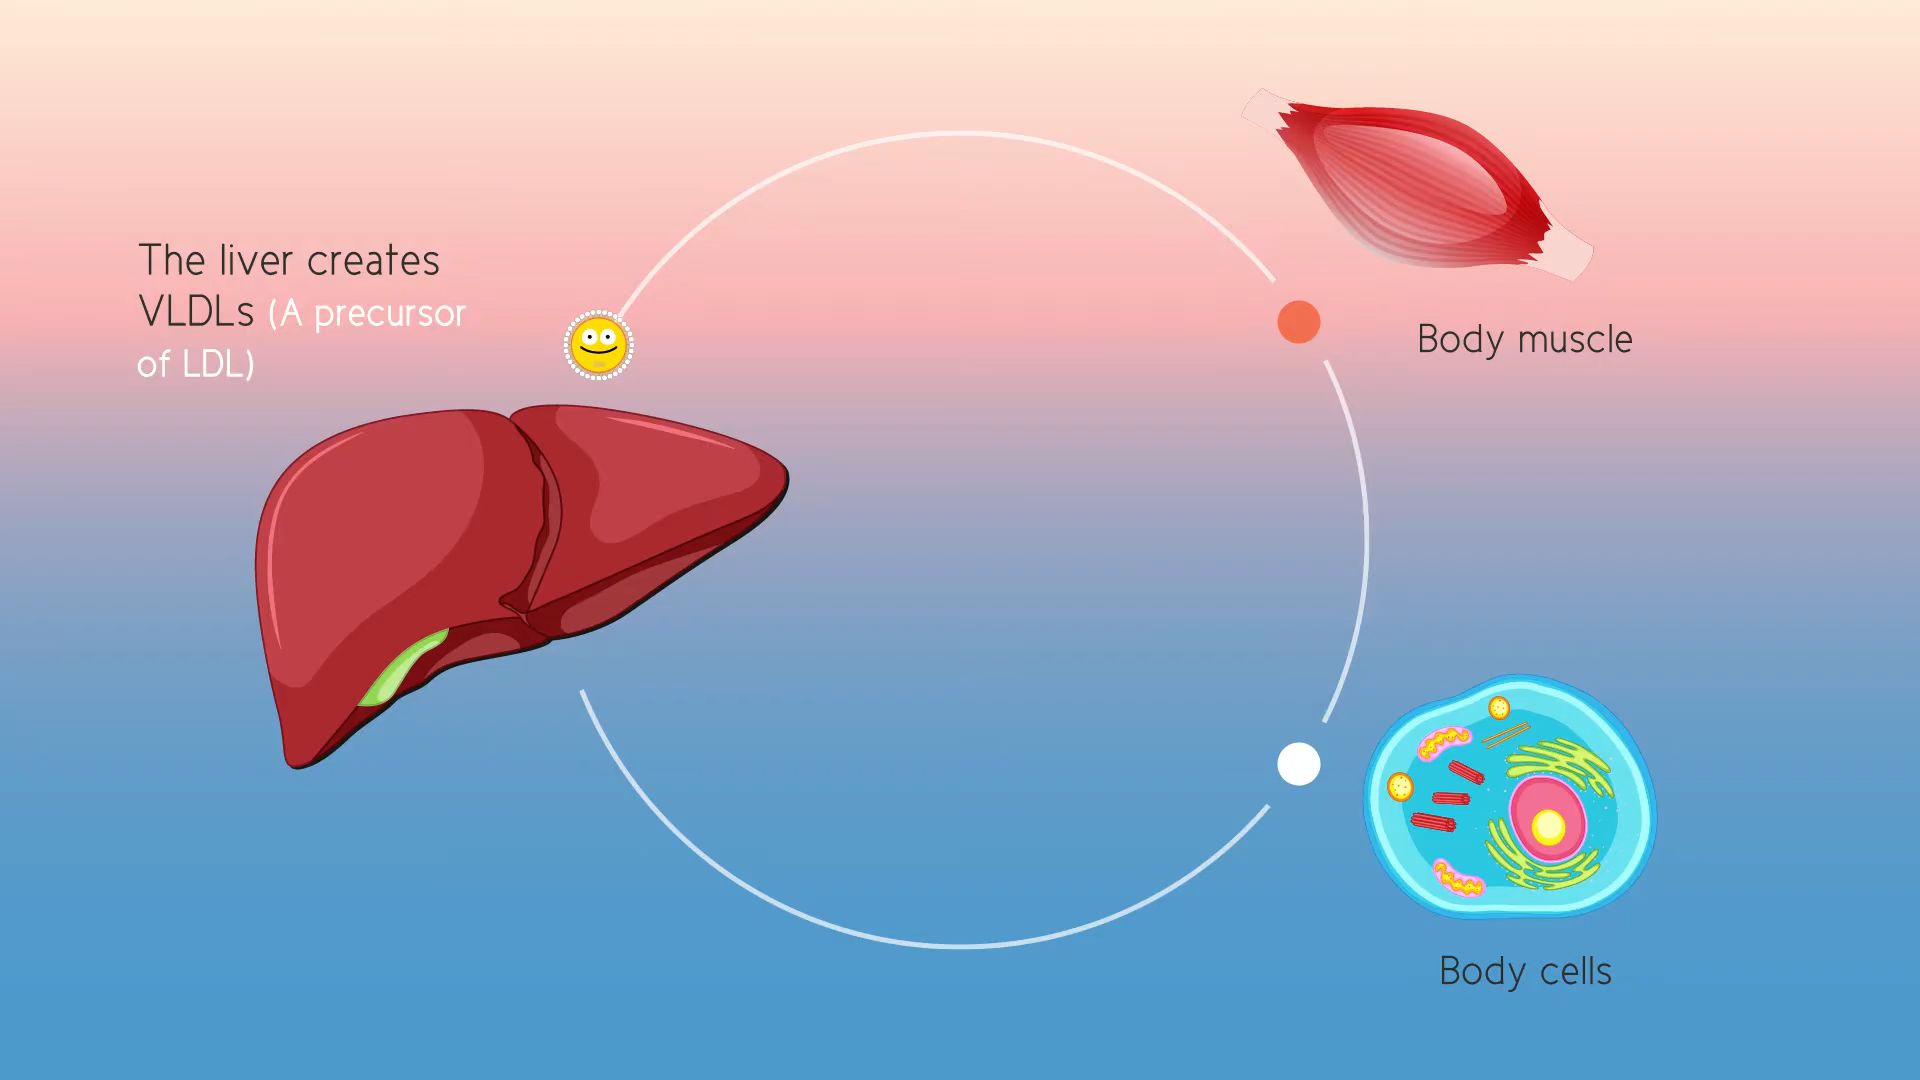 The liver creates
VLDLs (A precursor
of LDL)
Body muscle
Body cells